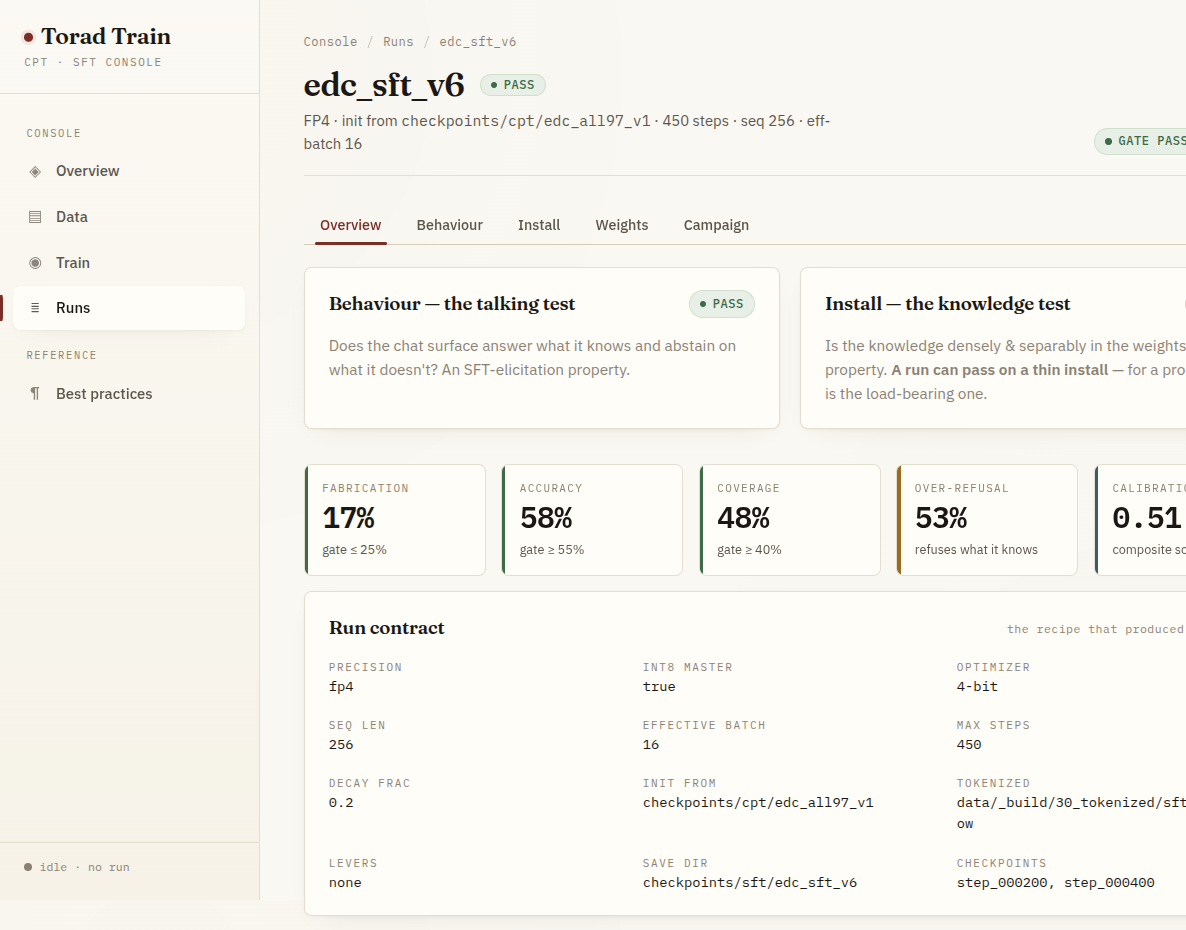 Torad Train
CPT · SFT CONSOLE
CONSOLE
◈ Overview
▤ Data
◉ Train
≣ Runs
REFERENCE
¶ Best practices
idle · no run
Console / Runs / edc_sft_v6
edc_sft_v6 PASS
FP4 · init from checkpoints/cpt/edc_all97_v1 · 450 steps · seq 256 · eff-
batch 16
GATE PASS
Overview Behaviour Install Weights Campaign
Behaviour — the talking test PASS
Does the chat surface answer what it knows and abstain on
what it doesn't? An SFT-elicitation property.
Install — the knowledge test
Is the knowledge densely & separably in the weights
property. A run can pass on a thin install — for a pro
is the load-bearing one.
FABRICATION
17%
gate ≤ 25%
ACCURACY
58%
gate ≥ 55%
COVERAGE
48%
gate ≥ 40%
OVER-REFUSAL
53%
refuses what it knows
CALIBRATIO
0.51
composite sc
Run contract the recipe that produced
PRECISION INT8 MASTER OPTIMIZER
fp4 true 4-bit
SEQ LEN EFFECTIVE BATCH MAX STEPS
256 16 450
DECAY FRAC INIT FROM TOKENIZED
0.2 checkpoints/cpt/edc_all97_v1 data/_build/30_tokenized/sft
ow
LEVERS SAVE DIR CHECKPOINTS
none checkpoints/sft/edc_sft_v6 step_000200, step_000400